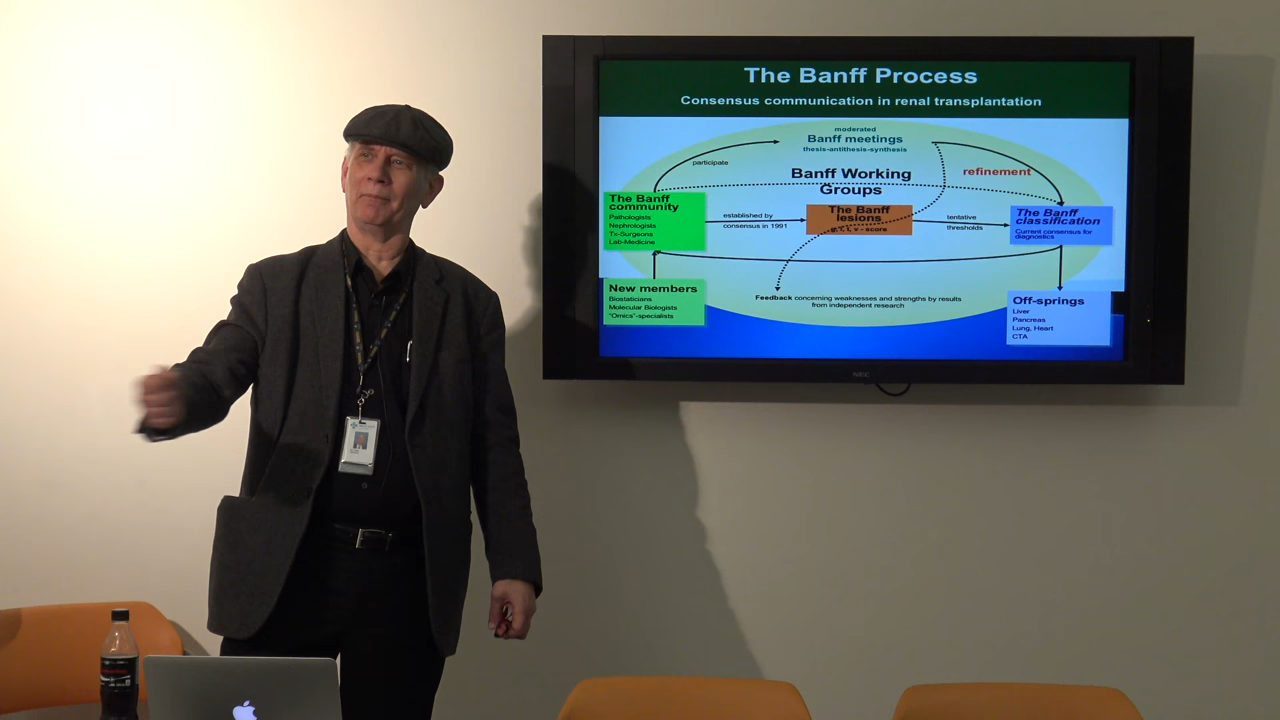 The Banff Process
Consensus communication in renal transplantation
moderated
Banff meetings
thesis-antithesis-synthesis
participate
refinement
Banff Working
Groups
The Banff
community
Pathologists
Nephrologists
Tx-Surgeons
Lab-Medicine
established by
consensus in 1991
The Banff
lesions
g, i, t, v - score
tentative
thresholds
The Banff
classification
Current consensus for
diagnostics
New members
Biostaticians
Molecular Biologists
"Omics"-specialists
Feedback concerning weaknesses and strengths by results
from independent research
Off-springs
Liver
Pancreas
Lung, Heart
CTA
NEC